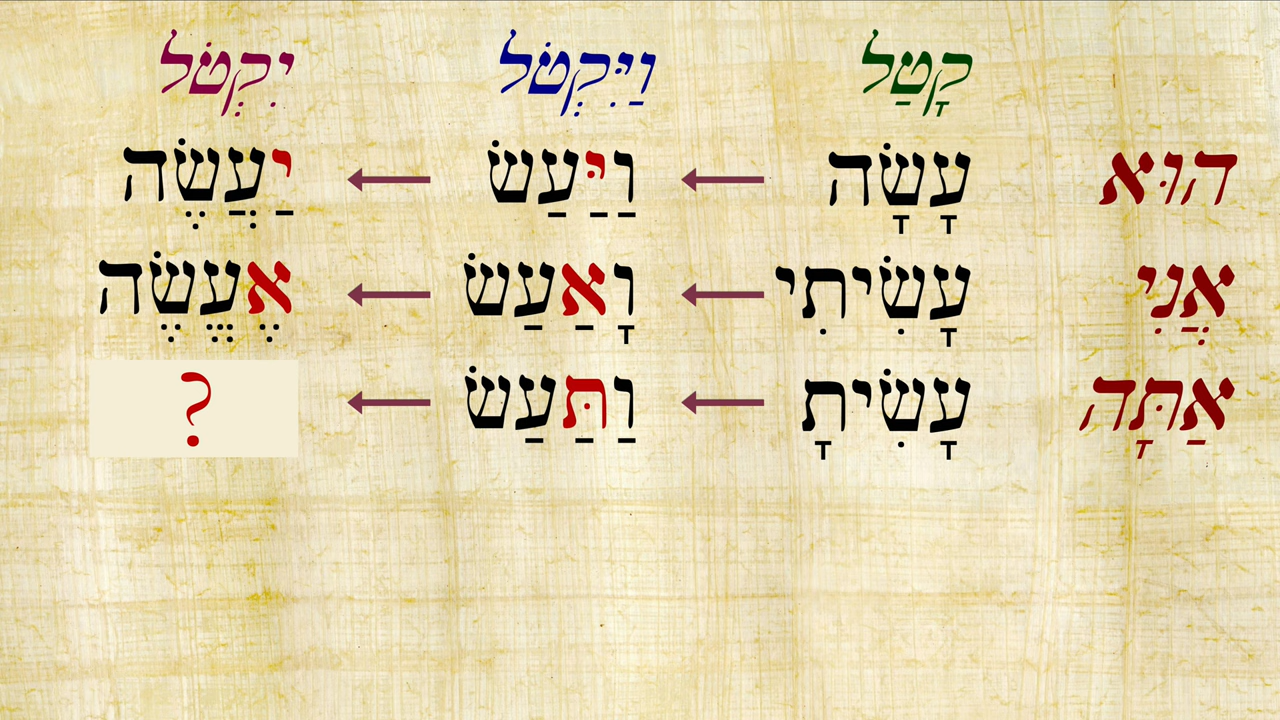 קָטַל וַיִּקְטֹל יִקְטֹל
הוּא עָשָׂה ← וַיַּעַשׂ ← יַעֲשֶׂה
אֲנִי עָשִׂיתִי ← וָאַעַשׂ ← אֶעֱשֶׂה
אַתָּה עָשִׂיתָ ← וַתַּעַשׂ ← ?